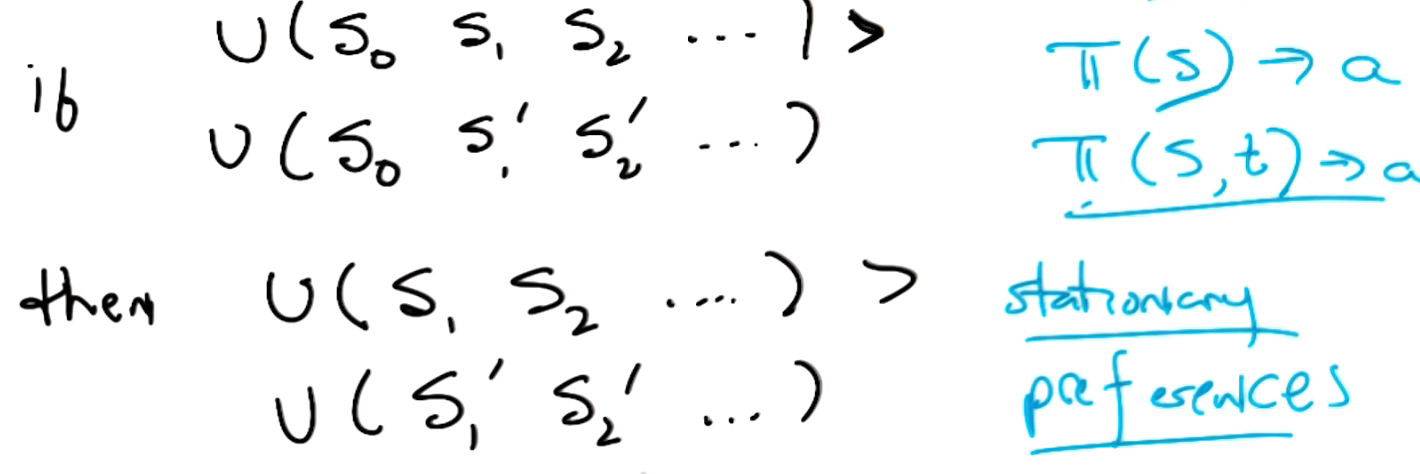 if
U(S₀ S₁ S₂ ...) >
U(S₀ S₁' S₂' ...)
then U(S₁ S₂ ....) >
U(S₁' S₂' ...)
π(s) → a
π(s,t) → a
stationary
preferences